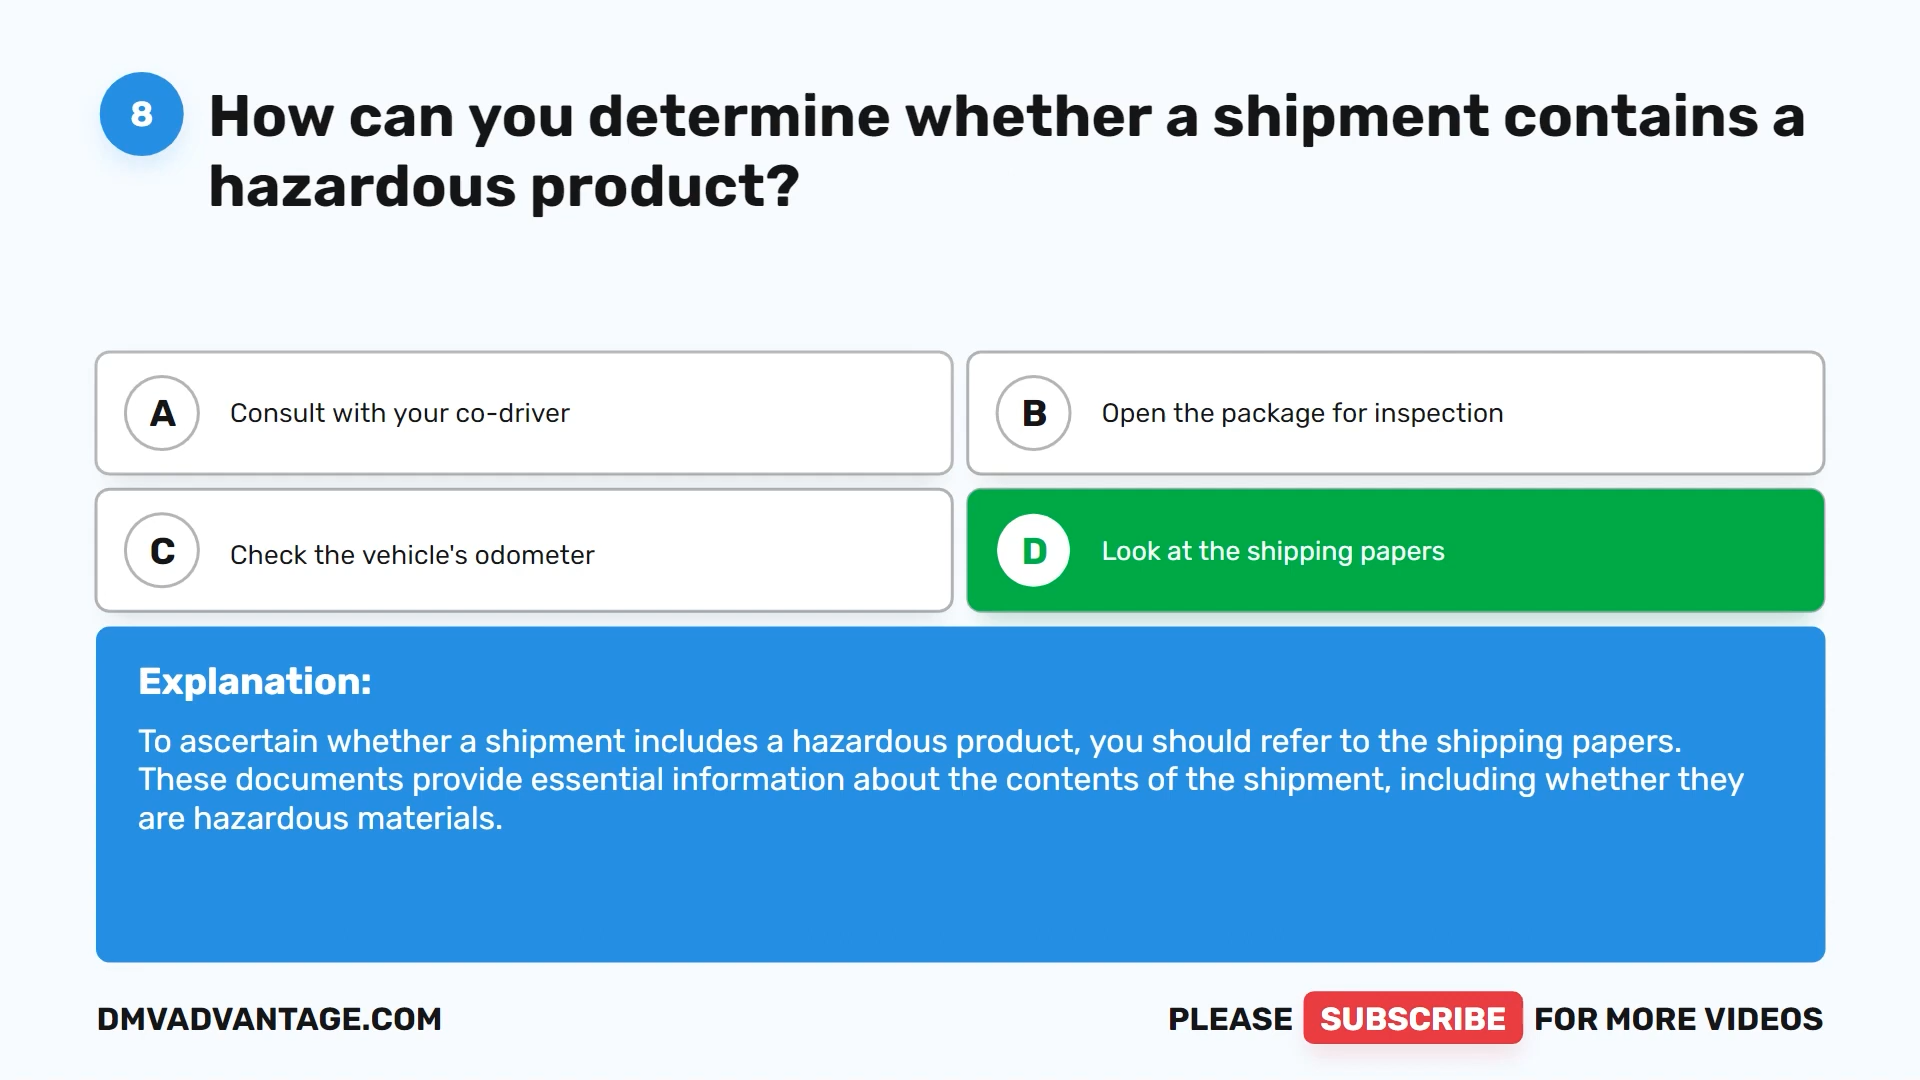 8
How can you determine whether a shipment contains a
hazardous product?
A
Consult with your co-driver
B
Open the package for inspection
C
Check the vehicle's odometer
D
Look at the shipping papers
Explanation:
To ascertain whether a shipment includes a hazardous product, you should refer to the shipping papers.
These documents provide essential information about the contents of the shipment, including whether they
are hazardous materials.
DMVADVANTAGE.COM
PLEASE SUBSCRIBE FOR MORE VIDEOS